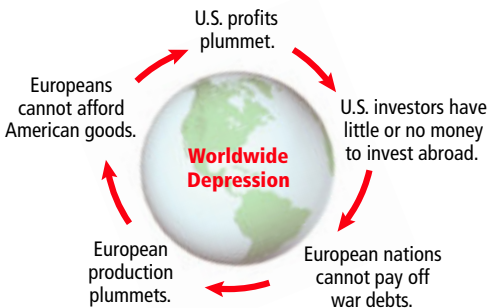 U.S. profits
plummet.
U.S. investors have
little or no money
to invest abroad.
European nations
cannot pay off
war debts.
European
production
plummets.
Europeans
cannot afford
American goods.
Worldwide
Depression